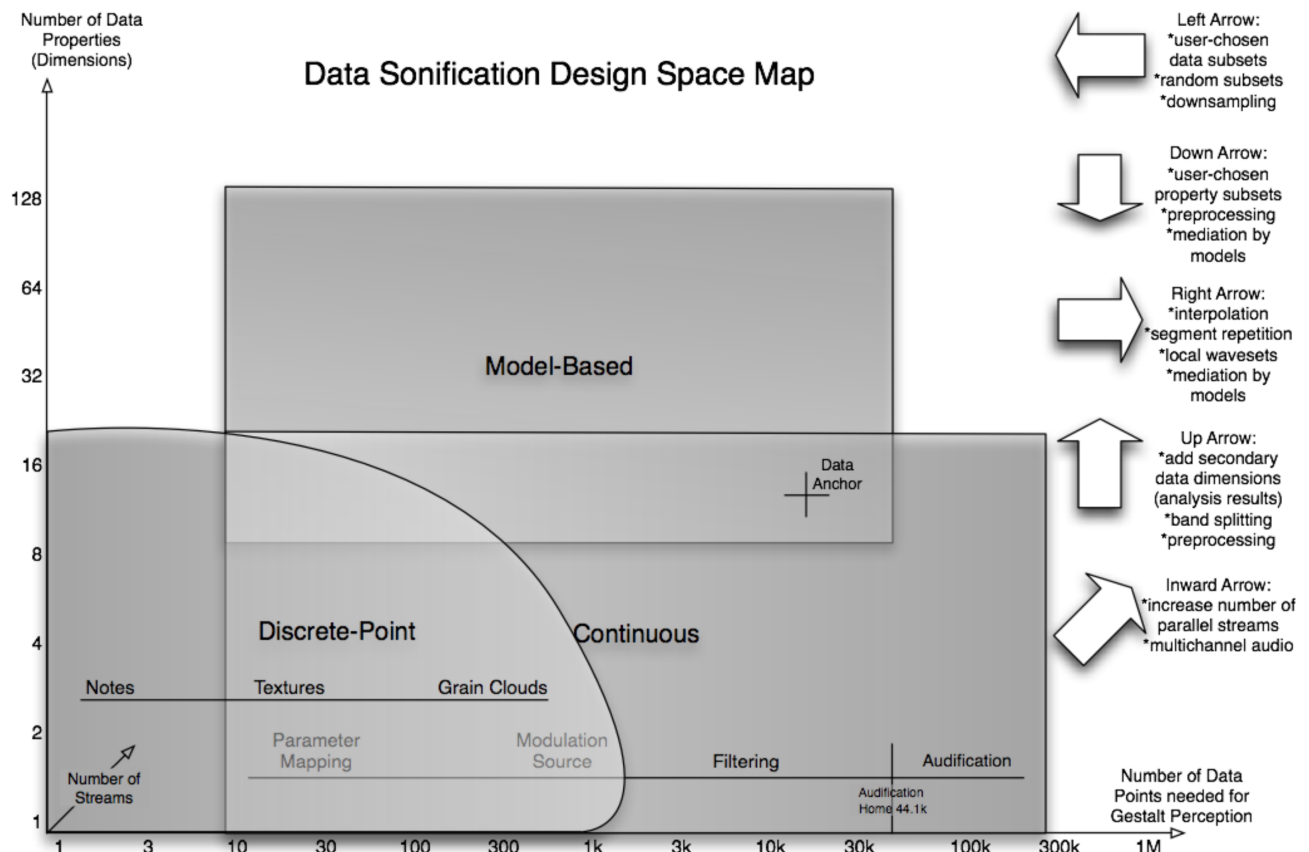 Number of Data
Properties
(Dimensions)
Data Sonification Design Space Map
Left Arrow:
*user-chosen
data subsets
*random subsets
*downsampling
Down Arrow:
*user-chosen
property subsets
*preprocessing
*mediation by
models
Right Arrow:
*interpolation
*segment repetition
*local wavesets
*mediation by
models
Up Arrow:
*add secondary
data dimensions
(analysis results)
*band splitting
*preprocessing
Inward Arrow:
*increase number of
parallel streams
*multichannel audio
128
64
32
16
8
4
2
1
Model-Based
Data
Anchor
Discrete-Point
Continuous
Notes
Textures
Grain Clouds
Parameter
Mapping
Modulation
Source
Filtering
Audification
Number of
Streams
Audification
Home 44.1k
Number of Data
Points needed for
Gestalt Perception
1 3 10 30 100 300 1k 3k 10k 30k 100k 300k 1M